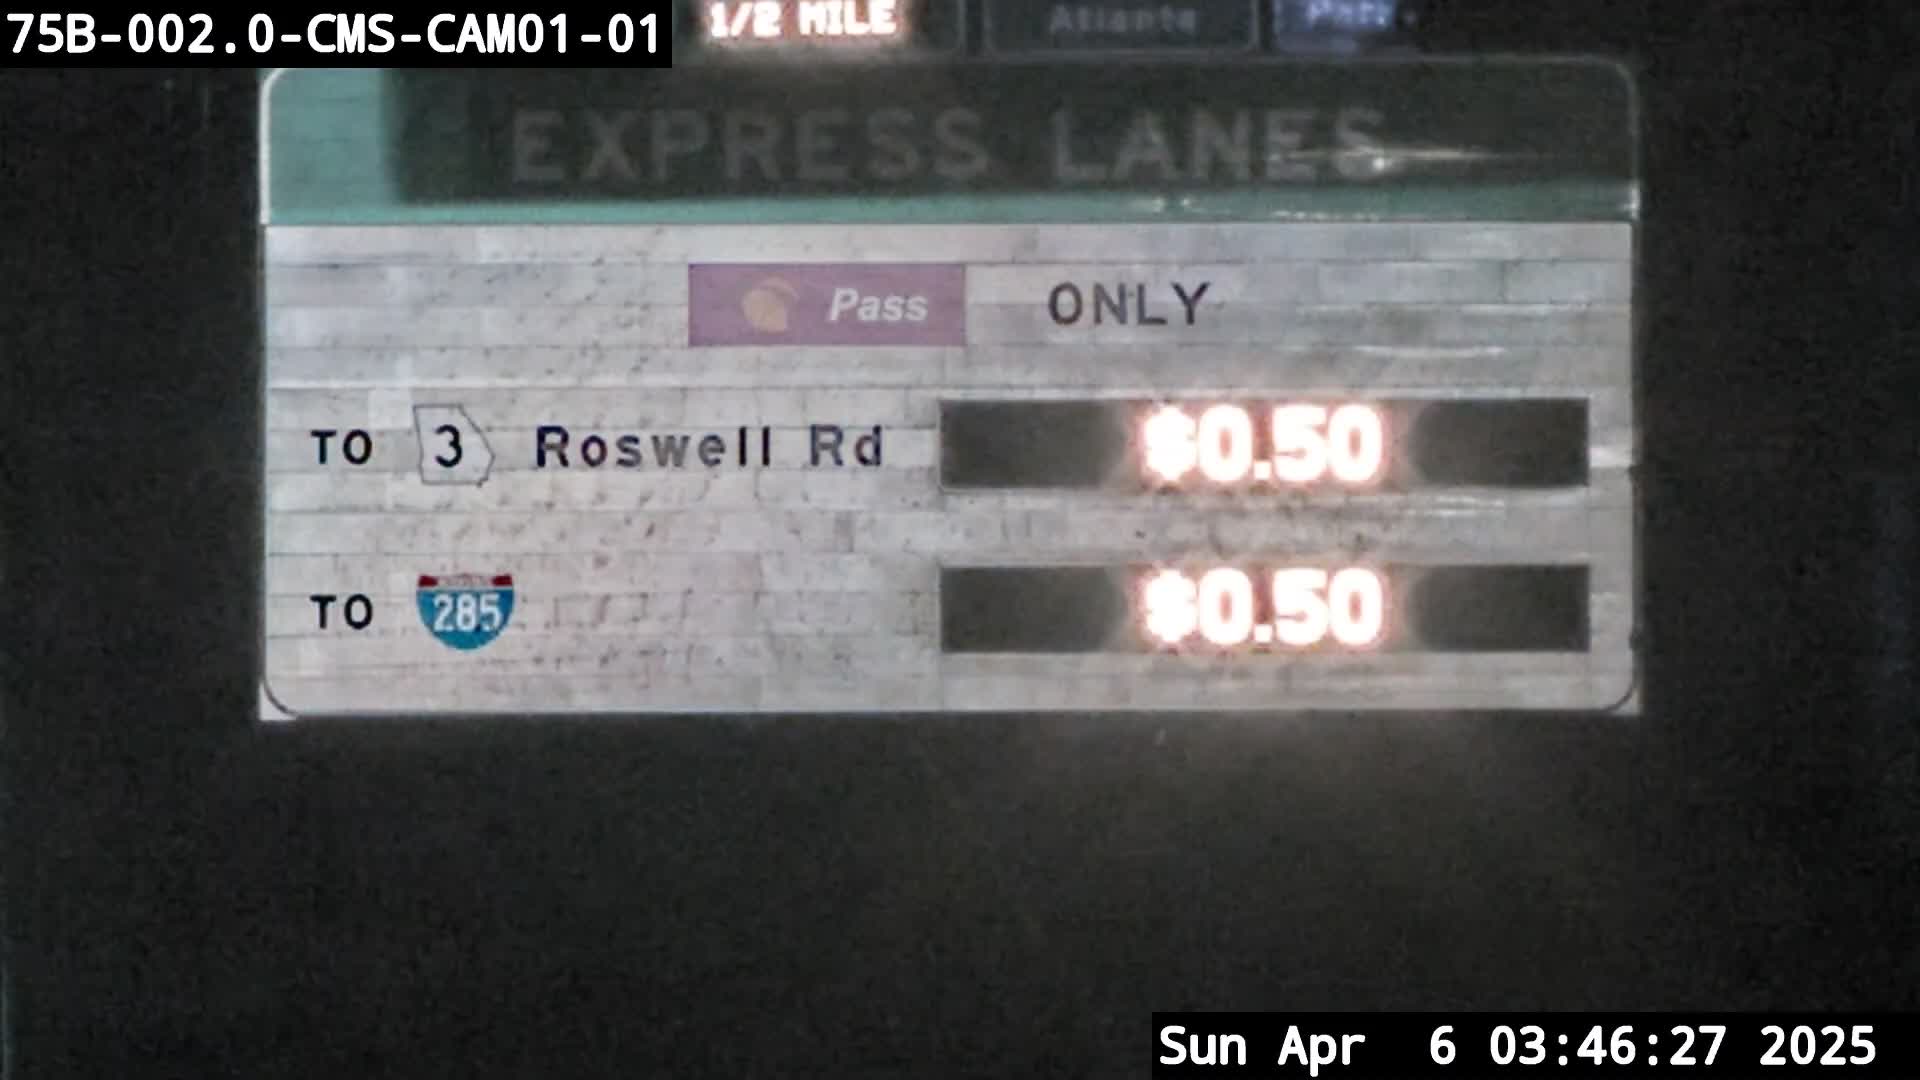 75B-002.0-CMS-CAM01-01
1/2 MILE
Atlanta
EXPRESS LANES
Pass ONLY
TO 3 Roswell Rd $0.50
TO 285 $0.50
Sun Apr 6 03:46:27 2025